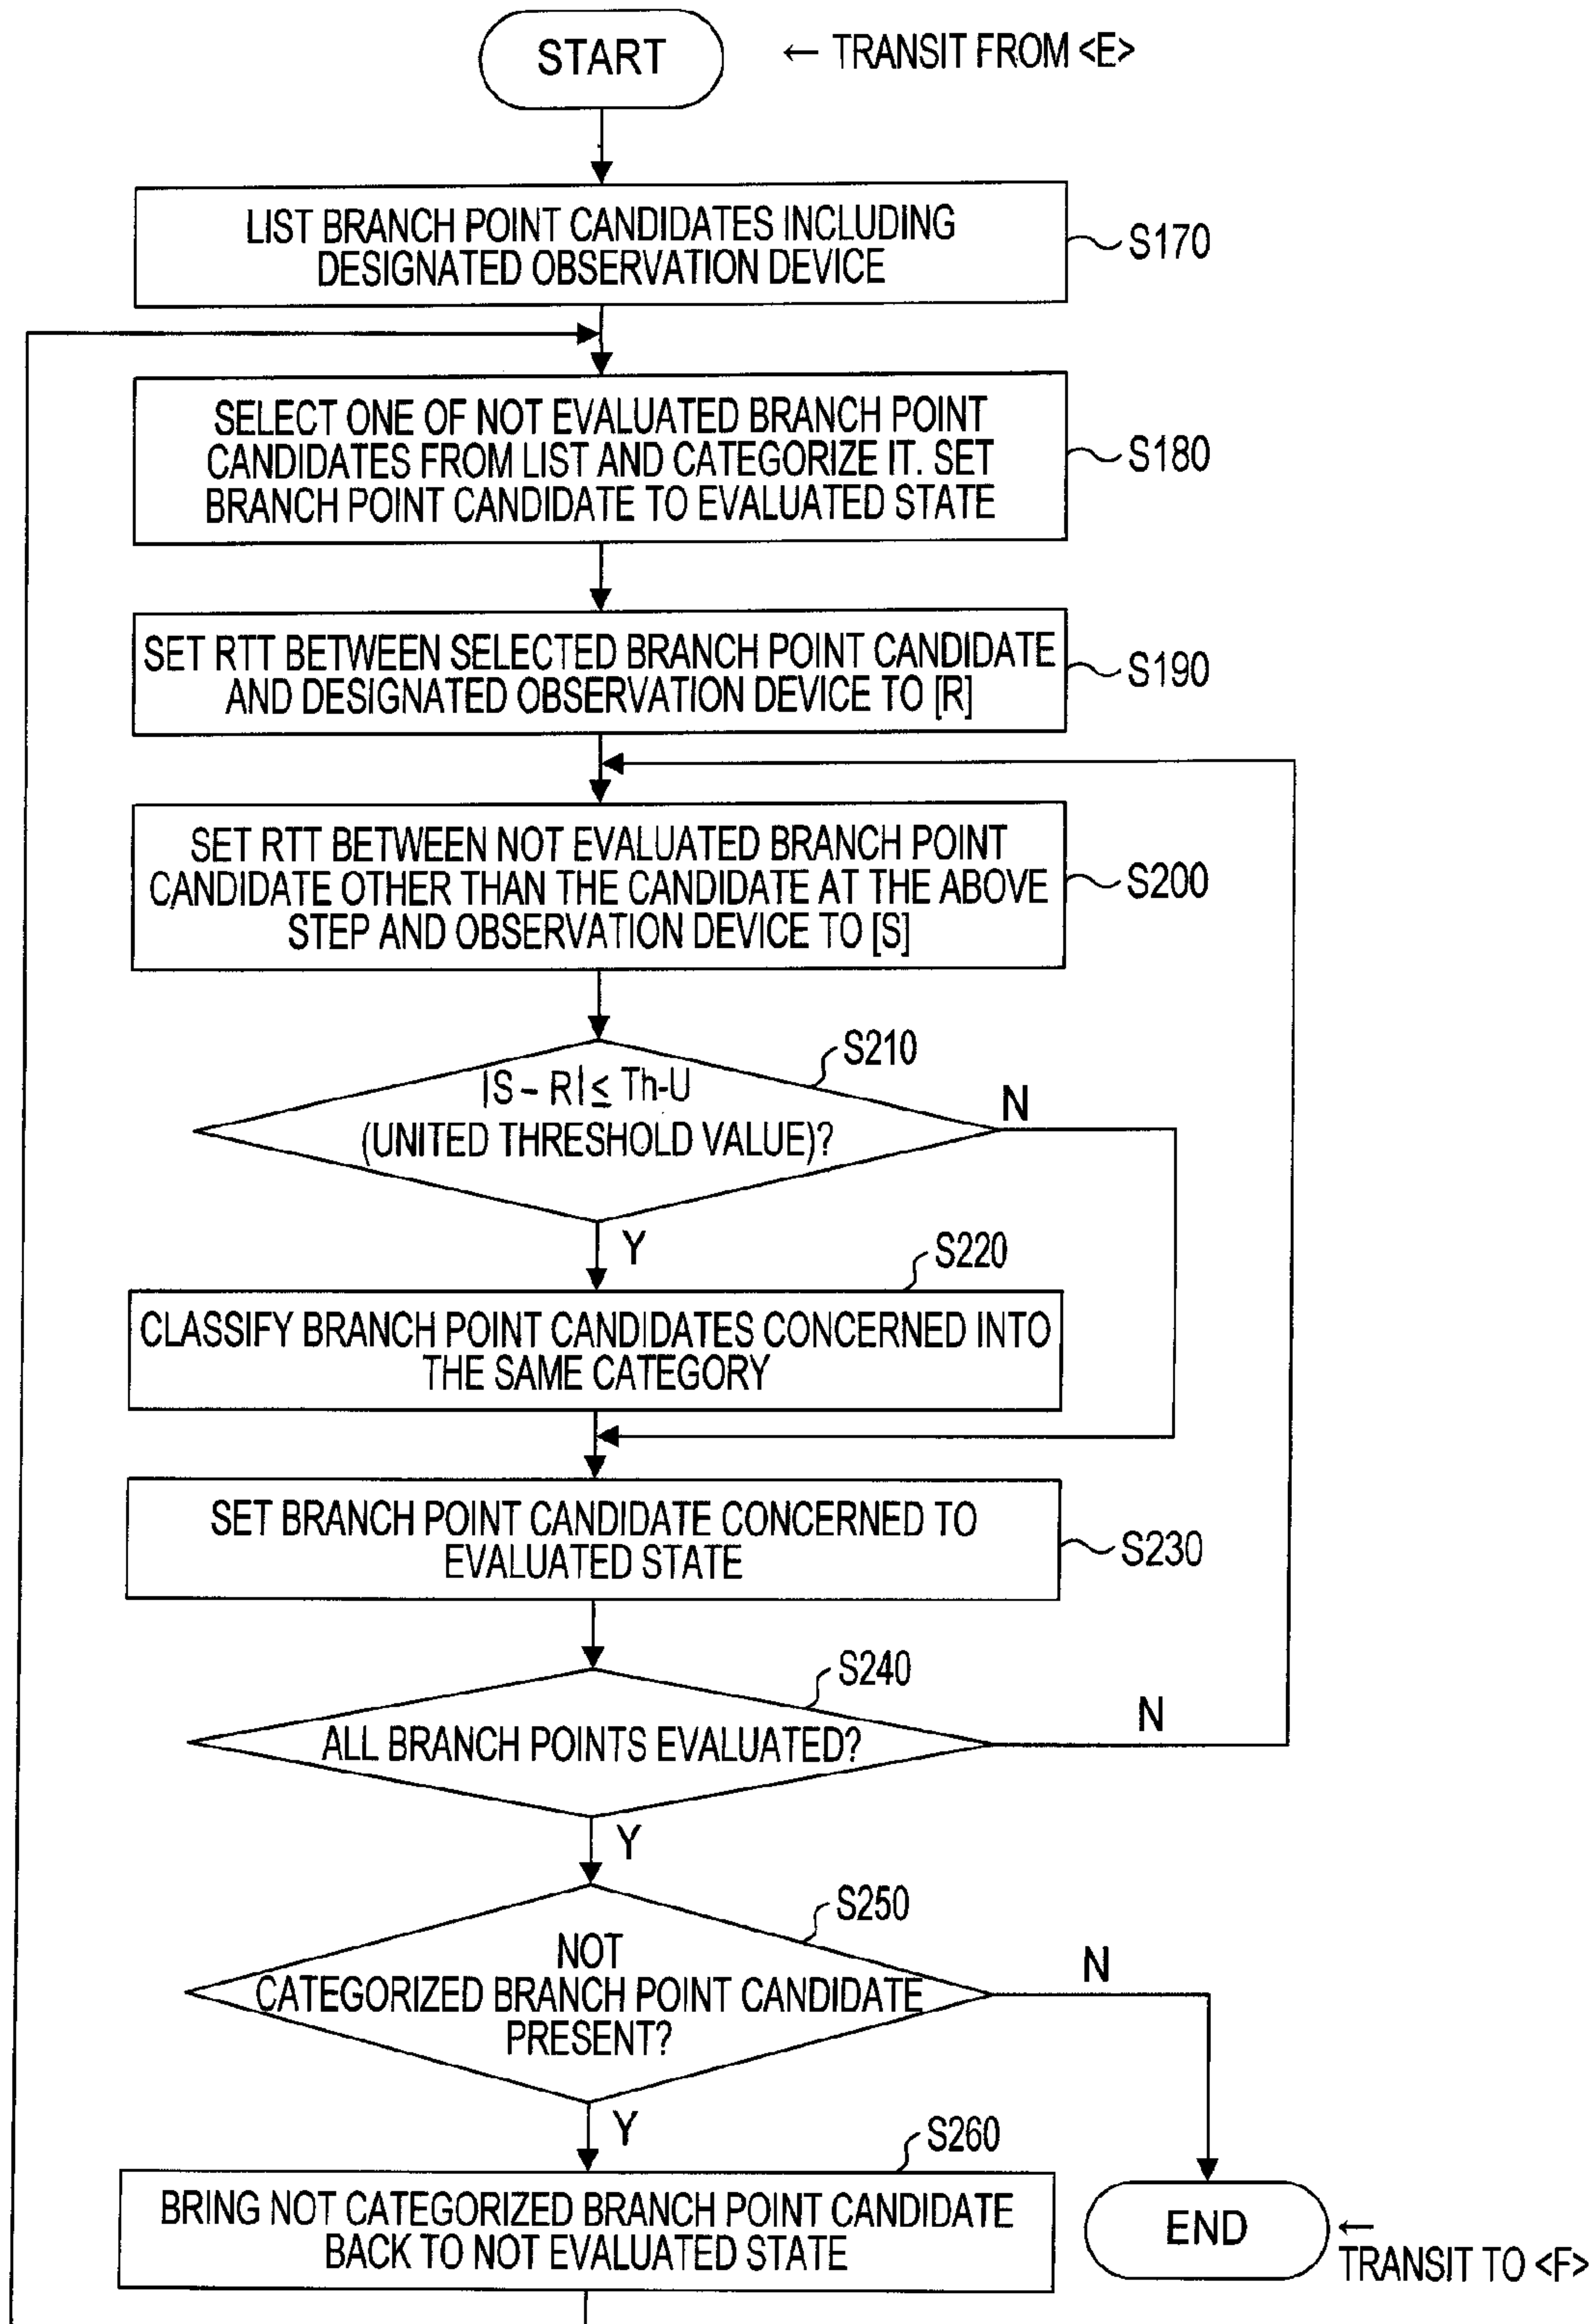 START
← TRANSIT FROM <E>
LIST BRANCH POINT CANDIDATES INCLUDING
DESIGNATED OBSERVATION DEVICE
S170
SELECT ONE OF NOT EVALUATED BRANCH POINT
CANDIDATES FROM LIST AND CATEGORIZE IT. SET
BRANCH POINT CANDIDATE TO EVALUATED STATE
S180
SET RTT BETWEEN SELECTED BRANCH POINT CANDIDATE
AND DESIGNATED OBSERVATION DEVICE TO [R]
S190
SET RTT BETWEEN NOT EVALUATED BRANCH POINT
CANDIDATE OTHER THAN THE CANDIDATE AT THE ABOVE
STEP AND OBSERVATION DEVICE TO [S]
S200
S210
|S – R| ≤ Th-U
(UNITED THRESHOLD VALUE)?
N
Y
S220
CLASSIFY BRANCH POINT CANDIDATES CONCERNED INTO
THE SAME CATEGORY
SET BRANCH POINT CANDIDATE CONCERNED TO
EVALUATED STATE
S230
S240
ALL BRANCH POINTS EVALUATED?
N
Y
S250
NOT
CATEGORIZED BRANCH POINT CANDIDATE
PRESENT?
N
Y
S260
BRING NOT CATEGORIZED BRANCH POINT CANDIDATE
BACK TO NOT EVALUATED STATE
END
←
TRANSIT TO <F>